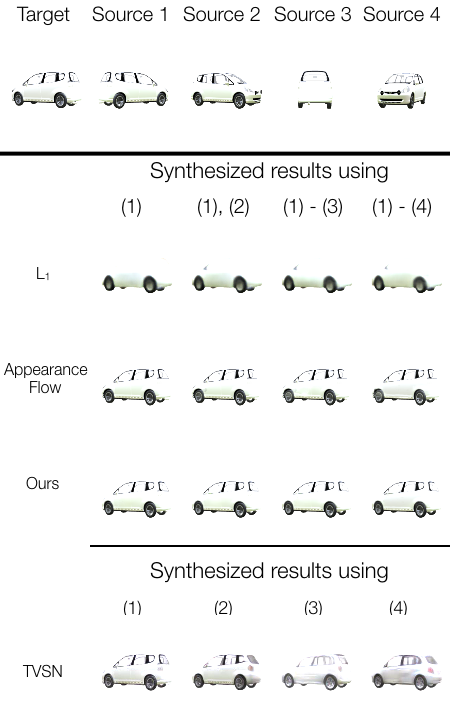 Target Source 1 Source 2 Source 3 Source 4
Synthesized results using
(1) (1), (2) (1) - (3) (1) - (4)
L₁
Appearance
Flow
Ours
Synthesized results using
(1) (2) (3) (4)
TVSN